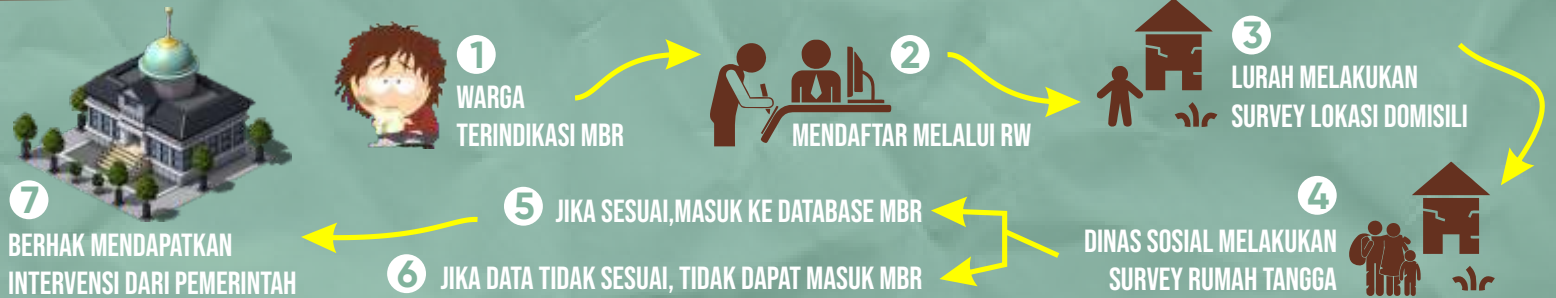 1
WARGA
TERINDIKASI MBR
2
MENDAFTAR MELALUI RW
3
LURAH MELAKUKAN
SURVEY LOKASI DOMISILI
4
DINAS SOSIAL MELAKUKAN
SURVEY RUMAH TANGGA
5 JIKA SESUAI,MASUK KE DATABASE MBR
6 JIKA DATA TIDAK SESUAI, TIDAK DAPAT MASUK MBR
7
BERHAK MENDAPATKAN
INTERVENSI DARI PEMERINTAH